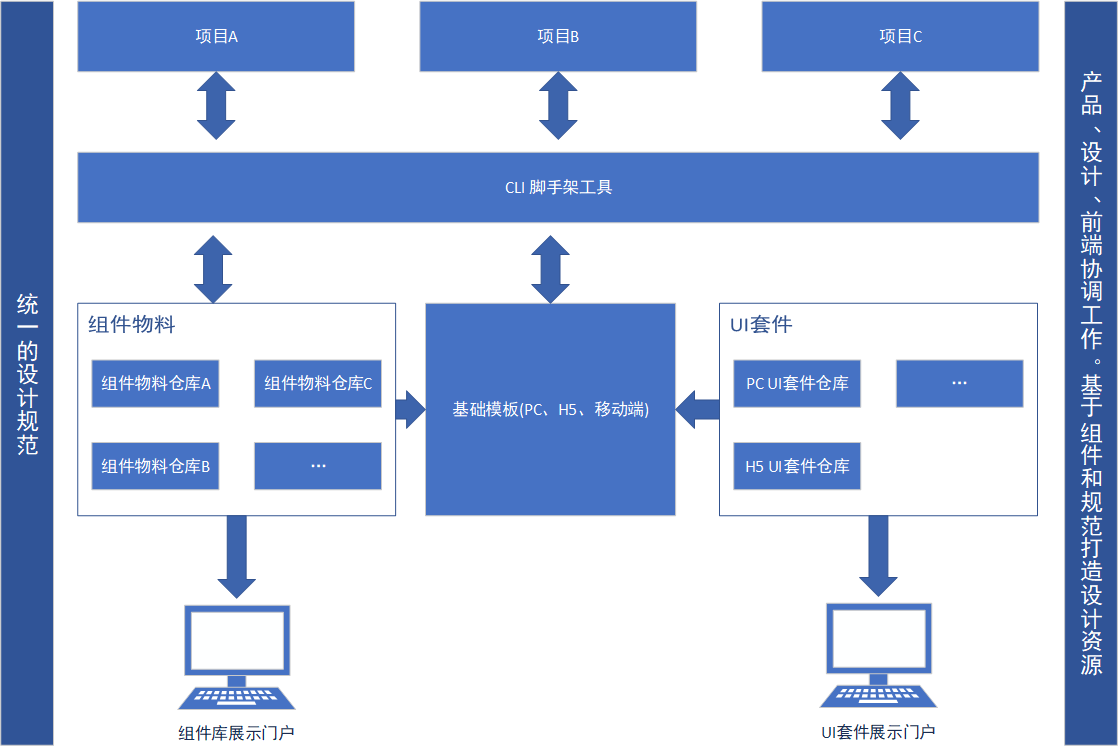 统一的设计规范
项目A
项目B
项目C
CLI 脚手架工具
组件物料
组件物料仓库A
组件物料仓库C
组件物料仓库B
...
基础模板(PC、H5、移动端)
UI套件
PC UI套件仓库
...
H5 UI套件仓库
组件库展示门户
UI套件展示门户
产品、设计、前端协调工作。基于组件和规范打造设计资源